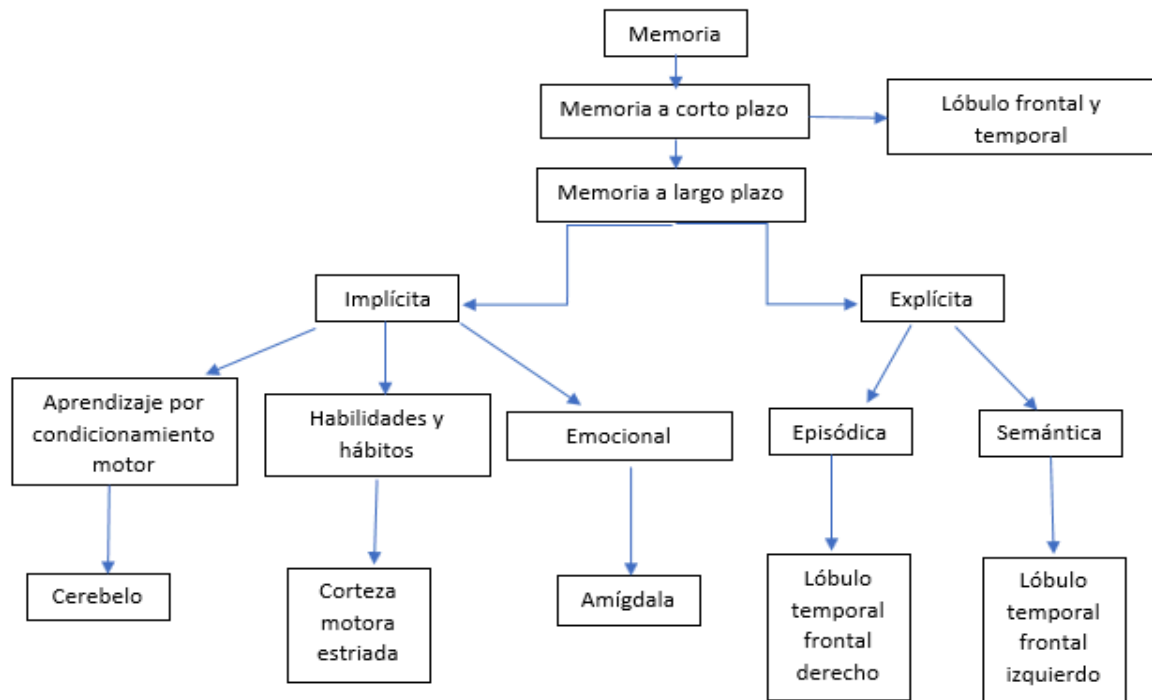 Memoria
Memoria a corto plazo
Lóbulo frontal y
temporal
Memoria a largo plazo
Implícita
Explícita
Aprendizaje por
condicionamiento
motor
Habilidades y
hábitos
Emocional
Episódica
Semántica
Cerebelo
Corteza
motora
estriada
Amígdala
Lóbulo
temporal
frontal
derecho
Lóbulo
temporal
frontal
izquierdo